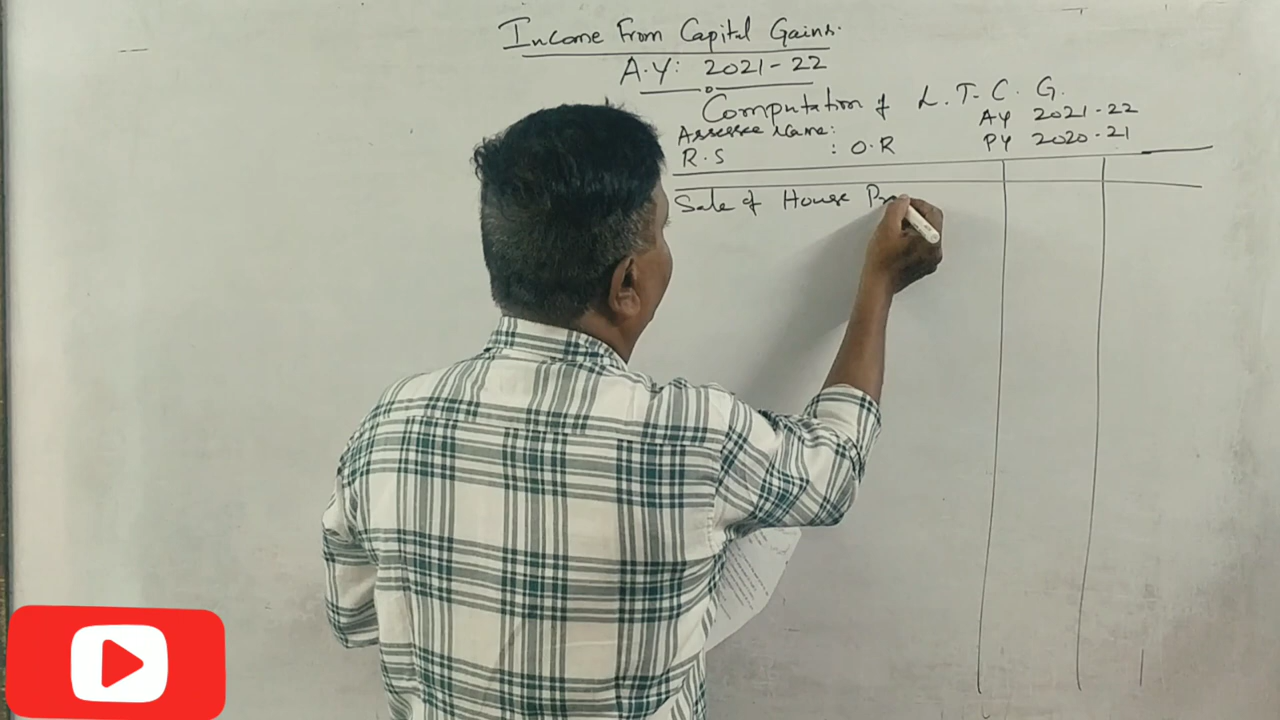 Income From Capital Gains.
A.Y: 2021-22
Computation of L.T.C.G.
Assessee Name: AY 2021-22
R.S : O.R PY 2020-21
Sale of House Pro